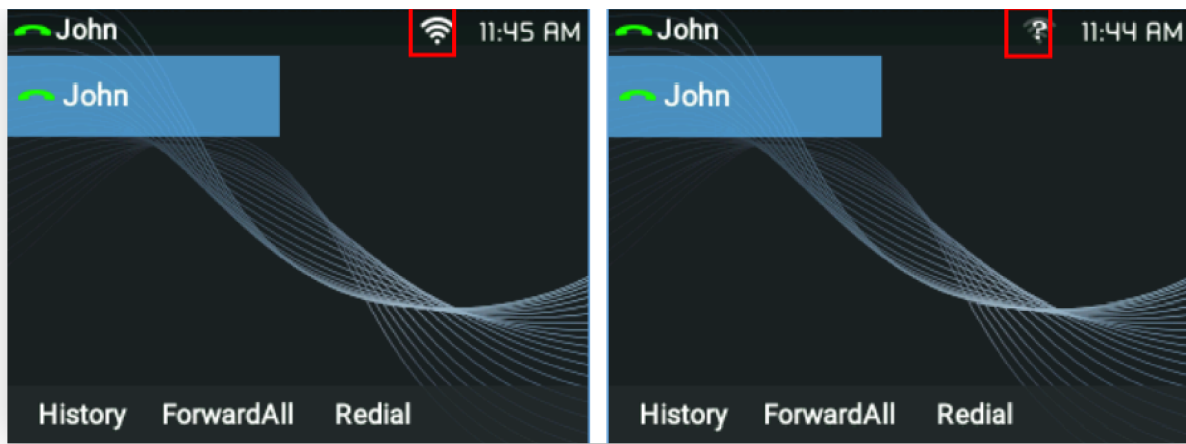 John 11:45 AM
John
History ForwardAll Redial
John ? 11:44 AM
John
History ForwardAll Redial